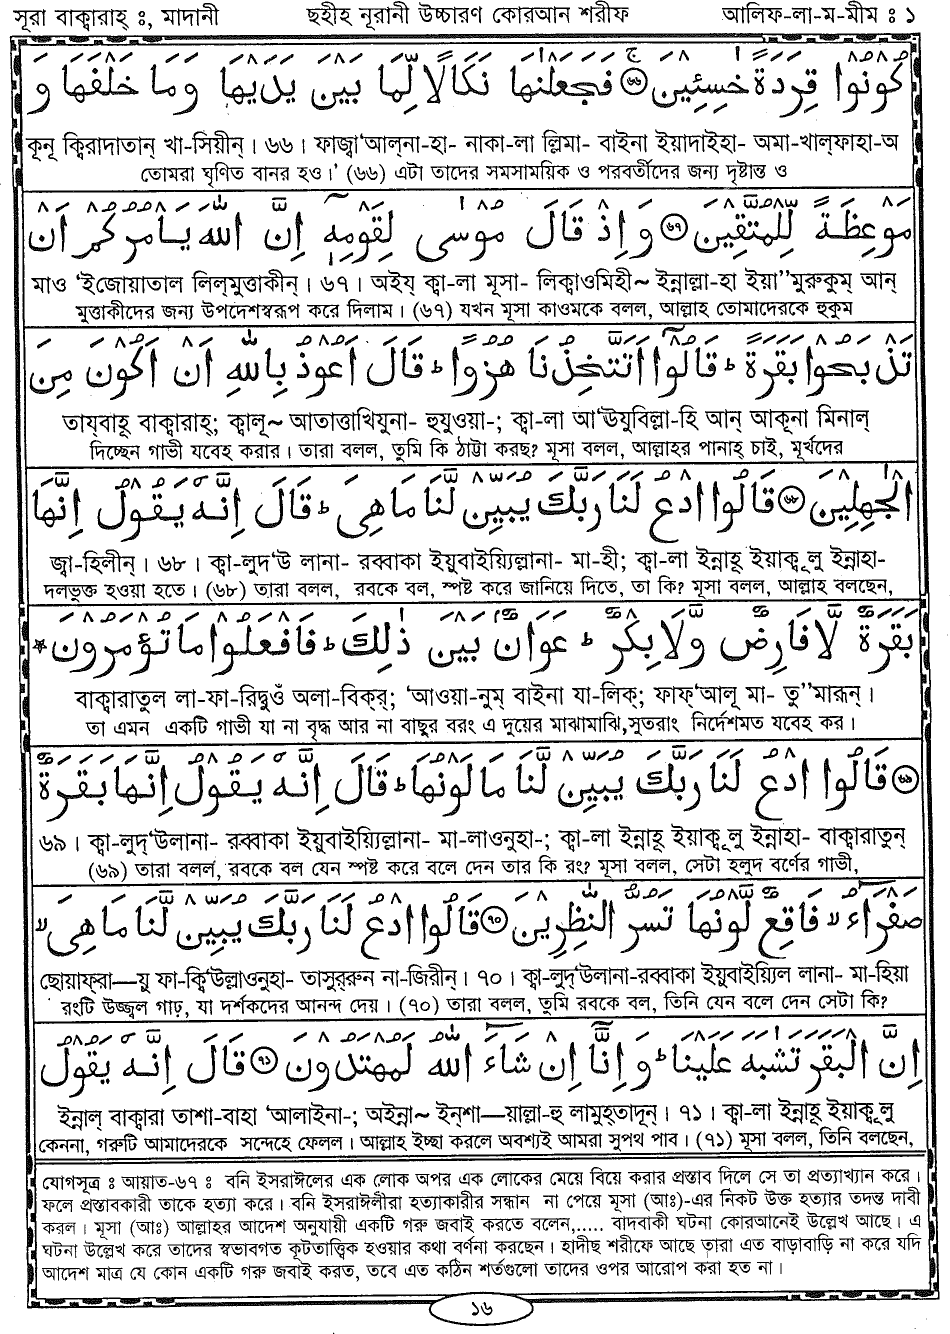 সূরা বাক্বারাহ্ ঃ, মাদানী ছহীহ্ নূরানী উচ্চারণ কোরআন শরীফ আলিফ-লা-ম-মীম ঃ ১
كُونُوا قِرَدَةً خٰسِئِينَ ﴿٦٦﴾ فَجَعَلْنٰهَا نَكَالًا لِّمَا بَيْنَ يَدَيْهَا وَمَا خَلْفَهَا وَ
কূনূ ক্বিরাদাতান্ খা-সিয়ীন্ । ৬৬ । ফাজ্বা‘আল্‌না-হা- নাকা-লা ল্লিমা- বাইনা ইয়াদাইহা- অমা-খাল্‌ফাহা-অ
তোমরা ঘৃণিত বানর হও।' (৬৬) এটা তাদের সমসাময়িক ও পরবর্তীদের জন্য দৃষ্টান্ত ও
مَوْعِظَةً لِّلْمُتَّقِينَ ﴿٦٧﴾ وَإِذْ قَالَ مُوسٰى لِقَوْمِهٖٓ إِنَّ اللّٰهَ يَأْمُرُكُمْ أَنْ
মাও ‘ইজোয়াতাল লিল্‌মুত্তাকীন্ । ৬৭ । অইয্ ক্বা-লা মূসা- লিক্বাওমিহী~ ইন্নাল্লা-হা ইয়া"মুরুকুম্ আন্
মুত্তাকীদের জন্য উপদেশস্বরূপ করে দিলাম। (৬৭) যখন মূসা কাওমকে বলল, আল্লাহ তোমাদেরকে হুকুম
تَذْبَحُوا بَقَرَةً ؕ قَالُوٓا أَتَتَّخِذُنَا هُزُوًا ؕ قَالَ أَعُوذُ بِاللّٰهِ أَنْ أَكُونَ مِنَ
তায্‌বাহূ বাক্বারাহ্; ক্বালূ~ আতাত্তাখিযুনা- হুযুওয়া-; ক্বা-লা আ‘ঊযুবিল্লা-হি আন্ আকূনা মিনাল্
দিচ্ছেন গাভী যবেহ্ করার। তারা বলল, তুমি কি ঠাট্টা করছ? মূসা বলল, আল্লাহর পানাহ্ চাই, মূর্খদের
الْجٰهِلِينَ ﴿٦٨﴾ قَالُوا ادْعُ لَنَا رَبَّكَ يُبَيِّنْ لَّنَا مَا هِيَ ؕ قَالَ إِنَّهٗ يَقُولُ إِنَّهَا
জ্বা-হিলীন্ । ৬৮ । ক্বা-লুদ্‘উ লানা- রব্বাকা ইয়ুবাইয়্যিল্লানা- মা-হী; ক্বা-লা ইন্নাহূ ইয়াক্বূলু ইন্নাহা-
দলভুক্ত হওয়া হতে। (৬৮) তারা বলল, রবকে বল, স্পষ্ট করে জানিয়ে দিতে, তা কি? মূসা বলল, আল্লাহ বলছেন,
بَقَرَةٌ لَّا فَارِضٌ وَّلَا بِكْرٌ ؕ عَوَانٌ بَيْنَ ذٰلِكَ ؕ فَافْعَلُوا مَا تُؤْمَرُونَ *
বাক্বারাতুল লা-ফা-রিদ্বুওঁ অলা-বিক্‌র্; ‘আওয়া-নুম্ বাইনা যা-লিক্; ফাফ্‘আলূ মা- তু"মারূন্ ।
তা এমন একটি গাভী যা না বৃদ্ধ আর না বাছুর বরং এ দুয়ের মাঝামাঝি,সুতরাং নির্দেশমত যবেহ কর।
﴿٦٩﴾ قَالُوا ادْعُ لَنَا رَبَّكَ يُبَيِّنْ لَّنَا مَا لَوْنُهَا ؕ قَالَ إِنَّهٗ يَقُولُ إِنَّهَا بَقَرَةٌ
৬৯ । ক্বা-লুদ্‘উলানা- রব্বাকা ইয়ুবাইয়্যিল্লানা- মা-লাওনুহা-; ক্বা-লা ইন্নাহূ ইয়াক্বূলু ইন্নাহা- বাক্বারাতুন্
(৬৯) তারা বলল, রবকে বল যেন স্পষ্ট করে বলে দেন তার কি রং? মূসা বলল, সেটা হলুদ বর্ণের গাভী,
صَفْرَآءُ ۙ فَاقِعٌ لَّوْنُهَا تَسُرُّ النّٰظِرِينَ ﴿٧٠﴾ قَالُوا ادْعُ لَنَا رَبَّكَ يُبَيِّنْ لَّنَا مَا هِيَ ۙ
ছোয়াফ্‌রা—য়ু ফা-ক্বি‘উল্লাওনুহা- তাসুর্‌রুন না-জিরীন্ । ৭০ । ক্বা-লুদ্‘উলানা-রব্বাকা ইয়ুবাইয়্যিল লানা- মা-হিয়া
রংটি উজ্জ্বল গাঢ়, যা দর্শকদের আনন্দ দেয়। (৭০) তারা বলল, তুমি রবকে বল, তিনি যেন বলে দেন সেটা কি?
إِنَّ الْبَقَرَ تَشٰبَهَ عَلَيْنَا ؕ وَإِنَّآ إِنْ شَآءَ اللّٰهُ لَمُهْتَدُونَ ﴿٧١﴾ قَالَ إِنَّهٗ يَقُولُ
ইন্নাল্ বাক্বারা তাশা-বাহা ‘আলাইনা-; অইন্না~ ইন্‌শা—য়াল্লা-হু লামুহ্‌তাদূন্ । ৭১ । ক্বা-লা ইন্নাহূ ইয়াক্বূ লু
কেননা, গরুটি আমাদেরকে সন্দেহে ফেলল। আল্লাহ ইচ্ছা করলে অবশ্যই আমরা সুপথ পাব। (৭১) মূসা বলল, তিনি বলছেন,
যোগসূত্র ঃ আয়াত-৬৭ ঃ বনি ইসরাঈলের এক লোক অপর এক লোকের মেয়ে বিয়ে করার প্রস্তাব দিলে সে তা প্রত্যাখ্যান করে।
ফলে প্রস্তাবকারী তাকে হত্যা করে। বনি ইসরাঈলীরা হত্যাকারীর সন্ধান না পেয়ে মূসা (আঃ)-এর নিকট উক্ত হত্যার তদন্ত দাবী
করল। মূসা (আঃ) আল্লাহর আদেশ অনুযায়ী একটি গরু জবাই করতে বলেন,..... বাদবাকী ঘটনা কোরআনেই উল্লেখ আছে। এ
ঘটনা উল্লেখ করে তাদের স্বভাবগত কূটতাত্ত্বিক হওয়ার কথা বর্ণনা করছেন। হাদীছ শরীফে আছে তারা এত বাড়াবাড়ি না করে যদি
আদেশ মাত্র যে কোন একটি গরু জবাই করত, তবে এত কঠিন শর্তগুলো তাদের ওপর আরোপ করা হত না।
১৬